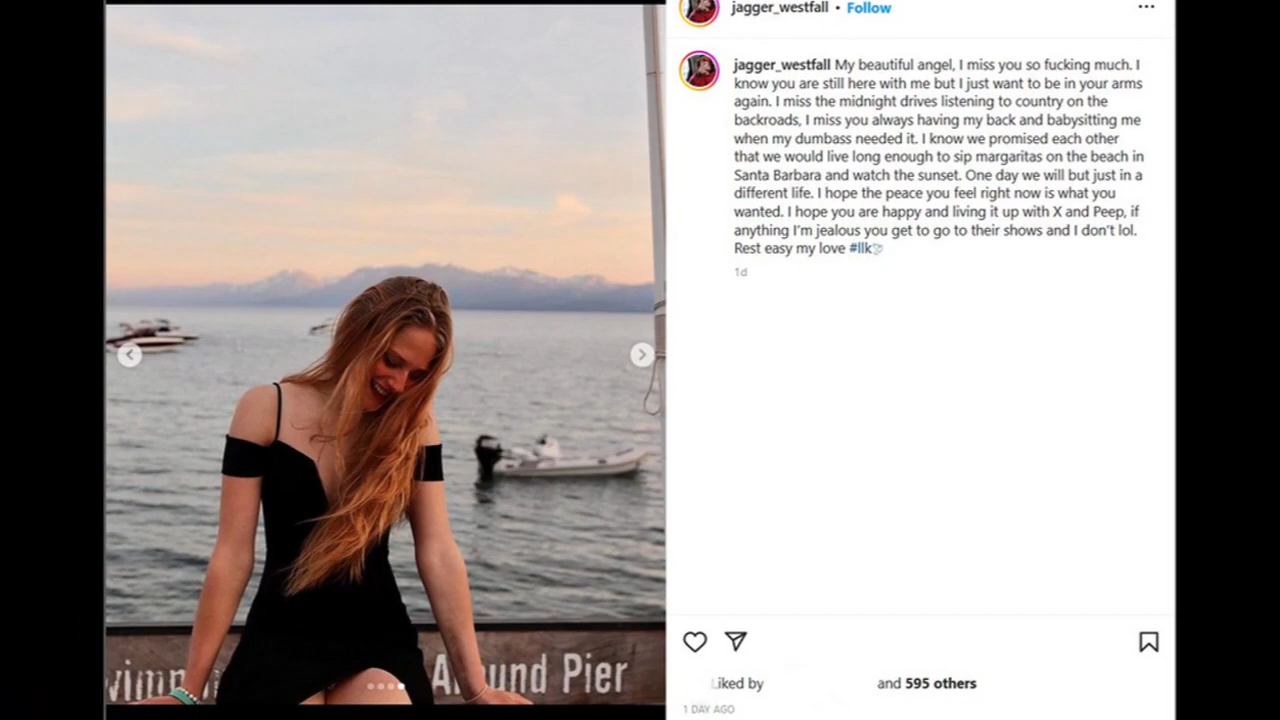 jagger_westfall • Follow
jagger_westfall My beautiful angel, I miss you so fucking much. I
know you are still here with me but I just want to be in your arms
again. I miss the midnight drives listening to country on the
backroads, I miss you always having my back and babysitting me
when my dumbass needed it. I know we promised each other
that we would live long enough to sip margaritas on the beach in
Santa Barbara and watch the sunset. One day we will but just in a
different life. I hope the peace you feel right now is what you
wanted. I hope you are happy and living it up with X and Peep, if
anything I'm jealous you get to go to their shows and I don't lol.
Rest easy my love #llk🕊
1d
Around Pier
Liked by and 595 others
1 DAY AGO